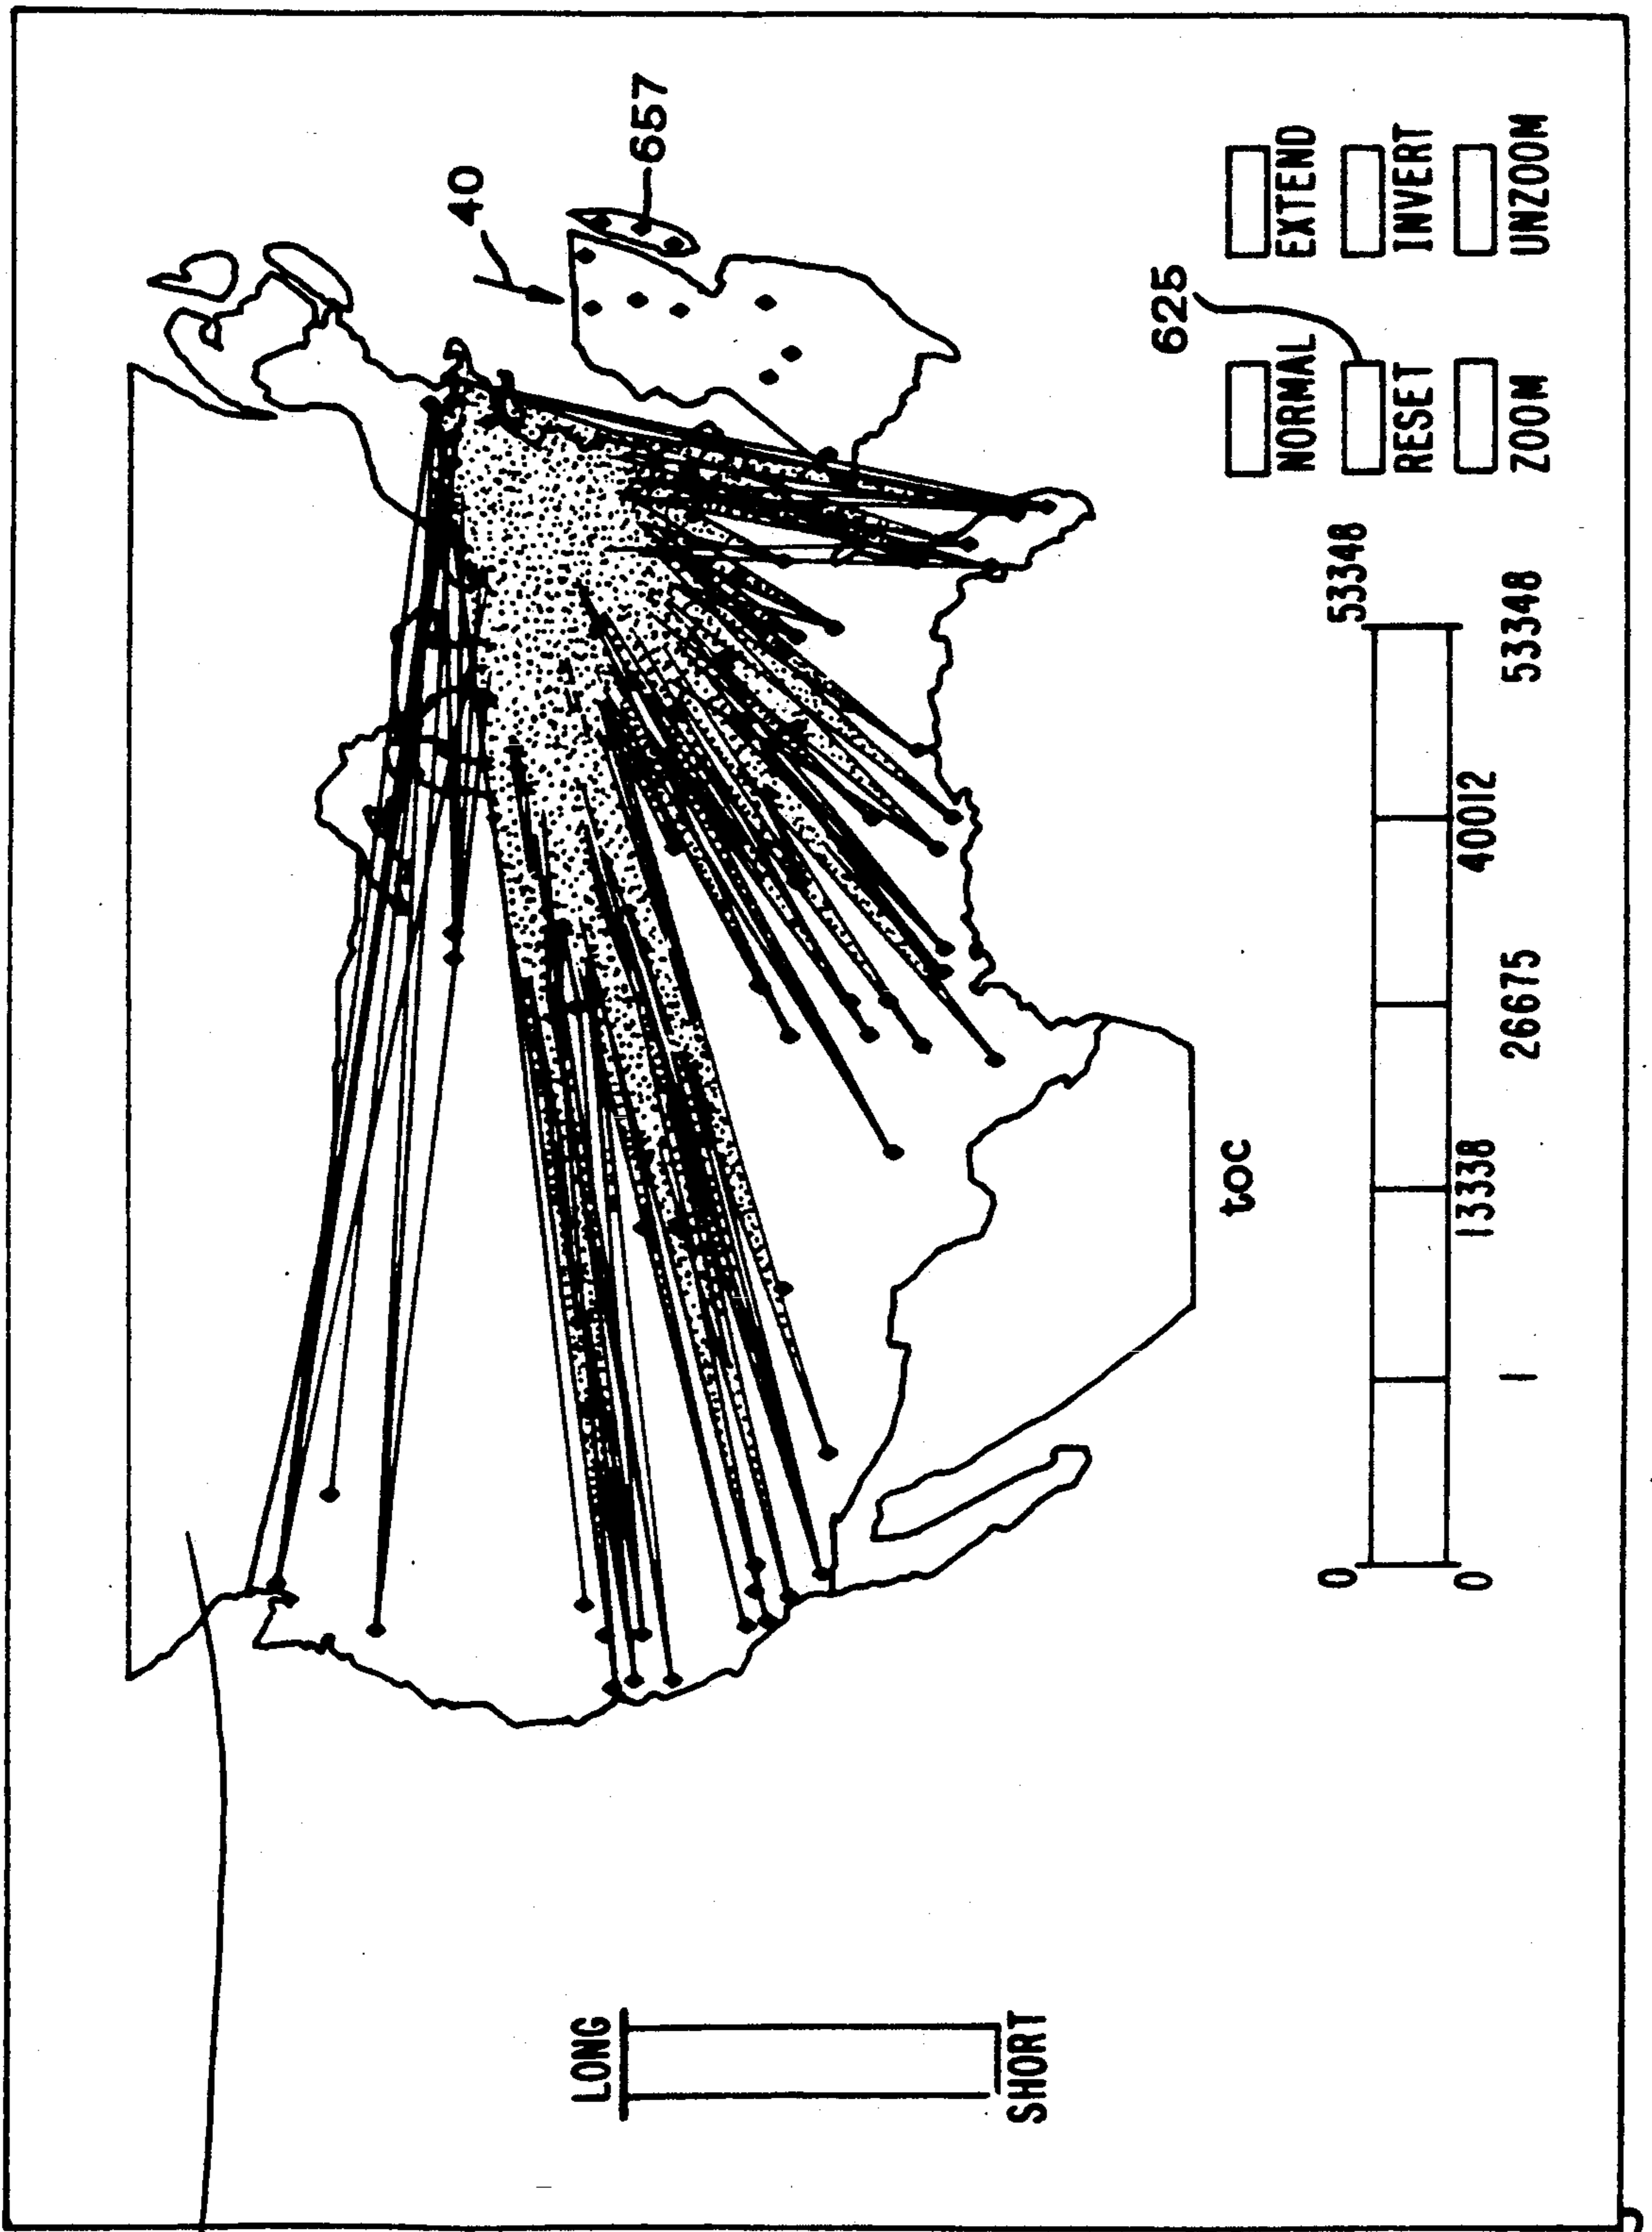 40
657
LONG
SHORT
toc
625
NORMAL
EXTEND
RESET
INVERT
ZOOM
UNZOOM
0
53348
0
13338
40012
1
26675
53348